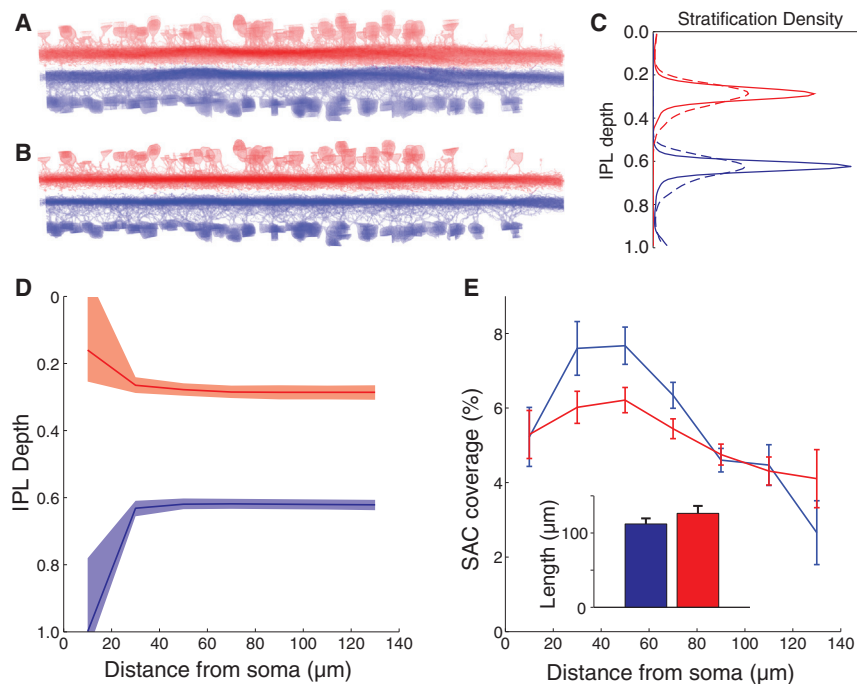 A
B
C
Stratification Density
0.0
0.2
0.4
0.6
0.8
1.0
IPL depth
D
0
0.2
0.4
0.6
0.8
1.0
IPL Depth
0 20 40 60 80 100 120 140
Distance from soma (µm)
E
8
6
4
2
0
SAC coverage (%)
100
0
Length (µm)
0 20 40 60 80 100 120 140
Distance from soma (µm)